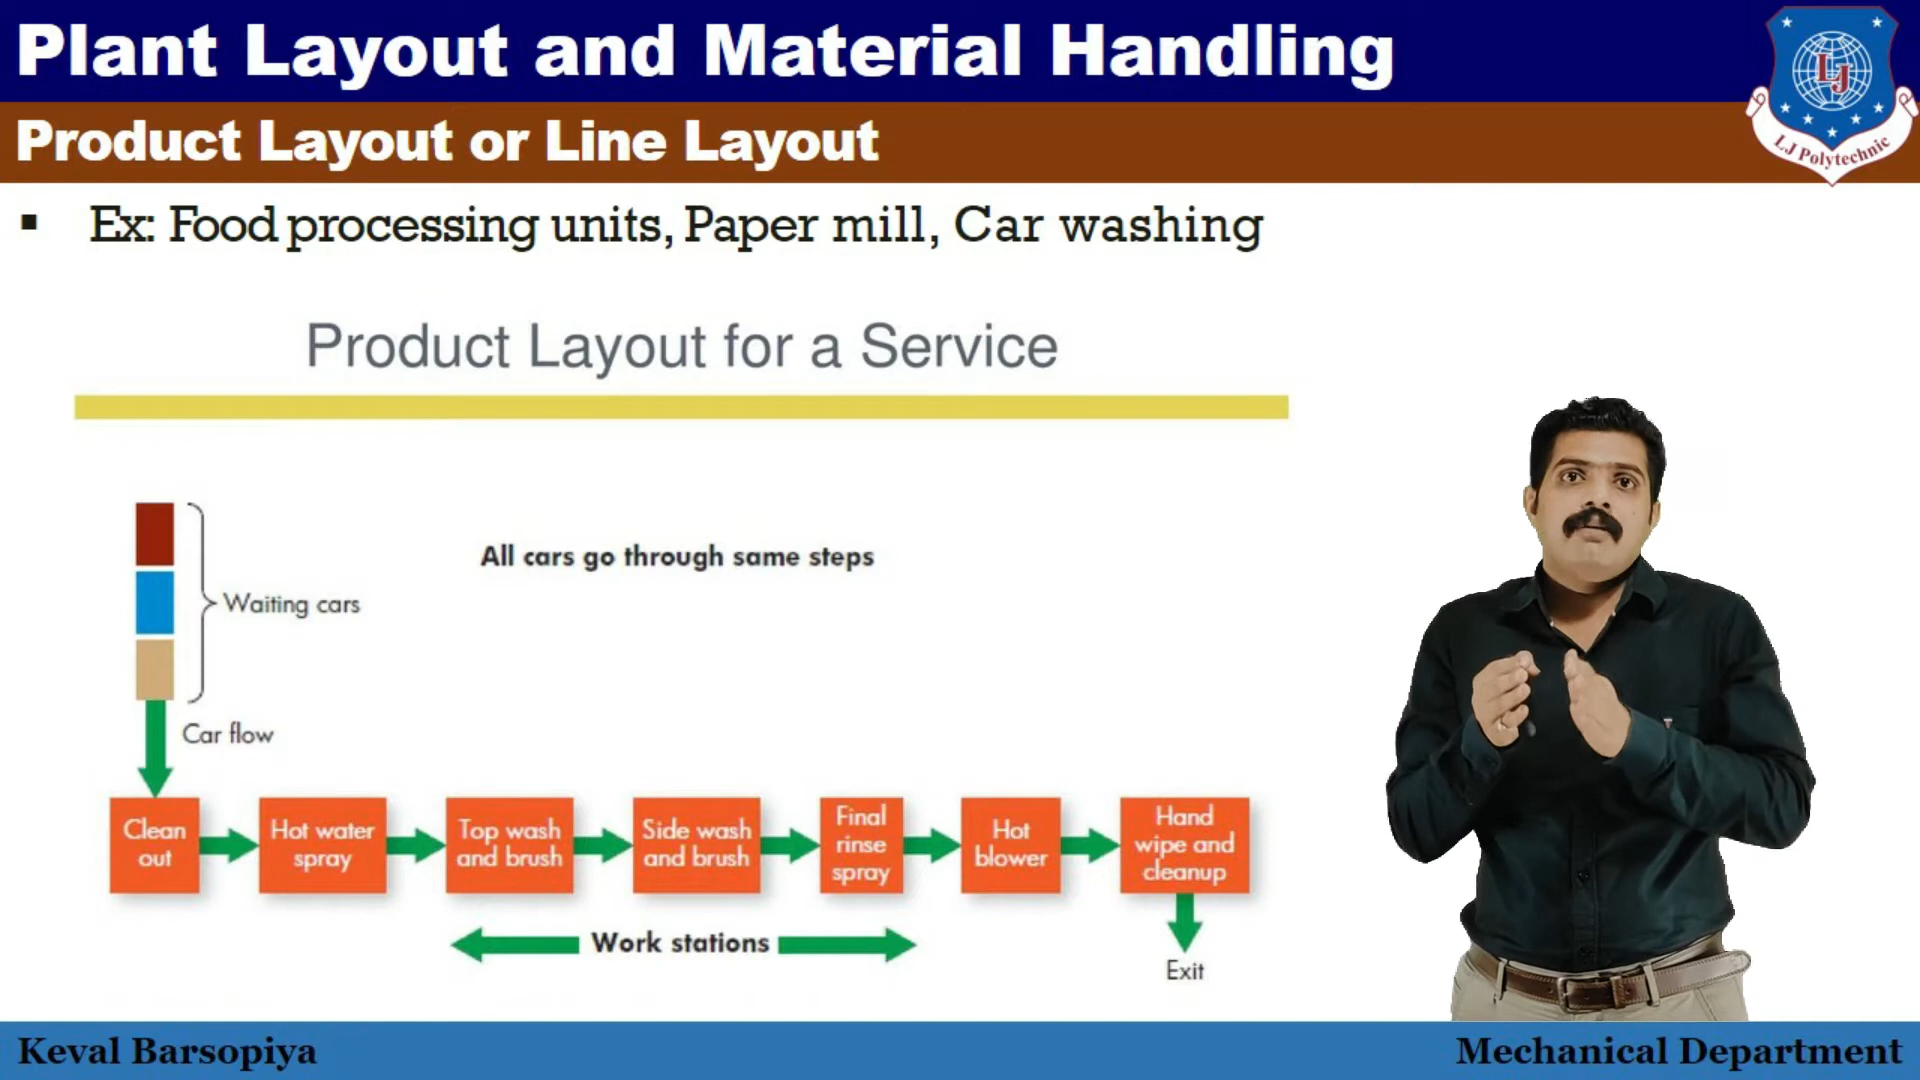 Plant Layout and Material Handling
Product Layout or Line Layout
LJ
LJ Polytechnic
▪ Ex: Food processing units, Paper mill, Car washing
Product Layout for a Service
All cars go through same steps
Waiting cars
Car flow
Clean
out
Hot water
spray
Top wash
and brush
Side wash
and brush
Final
rinse
spray
Hot
blower
Hand
wipe and
cleanup
Work stations
Exit
Keval Barsopiya
Mechanical Department